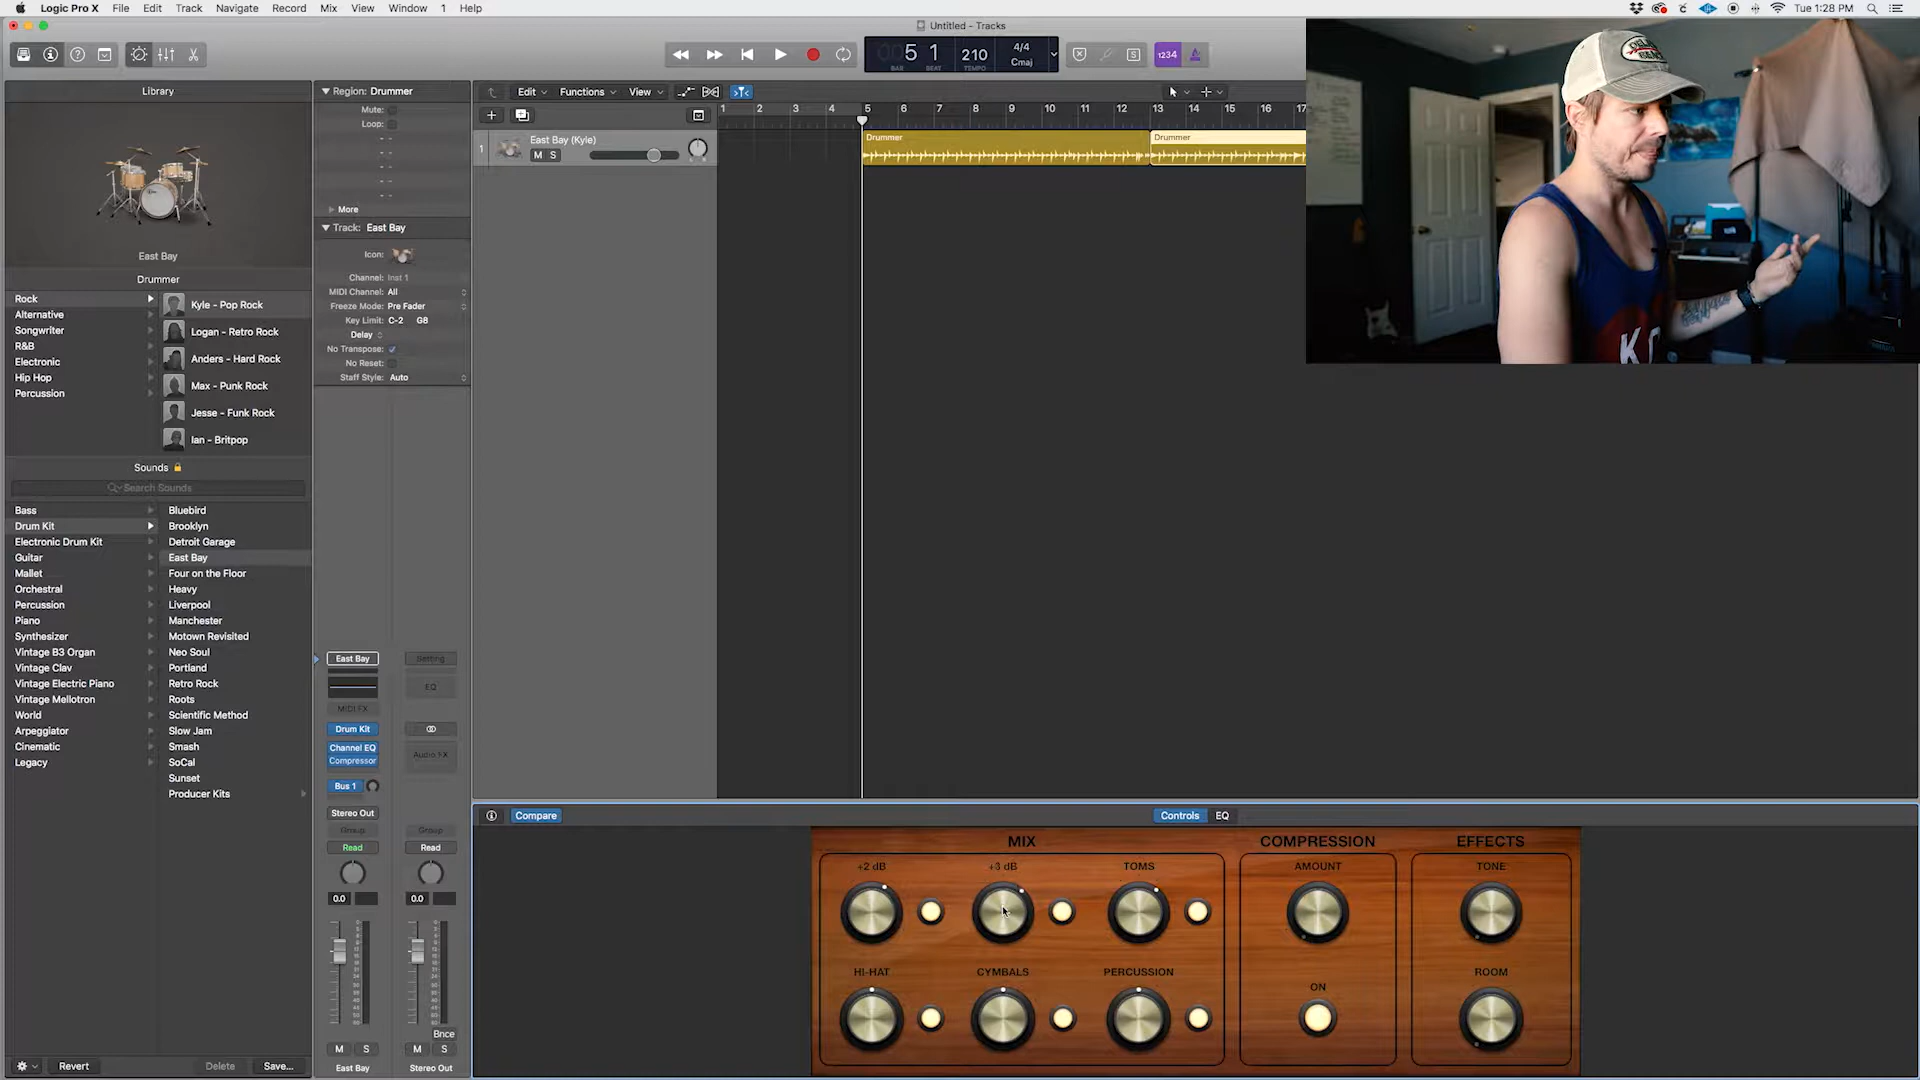 Logic Pro X File Edit Track Navigate Record Mix View Window 1 Help
Tue 1:28 PM
Untitled - Tracks
5 1 210 4/4 Cmaj
BAR BEAT TEMPO
1234
S
Library
East Bay
Drummer
Rock
Alternative
Songwriter
R&B
Electronic
Hip Hop
Percussion
Kyle - Pop Rock
Logan - Retro Rock
Anders - Hard Rock
Max - Punk Rock
Jesse - Funk Rock
Ian - Britpop
Sounds
Search Sounds
Bass
Drum Kit
Electronic Drum Kit
Guitar
Mallet
Orchestral
Percussion
Piano
Synthesizer
Vintage B3 Organ
Vintage Clav
Vintage Electric Piano
Vintage Mellotron
World
Arpeggiator
Cinematic
Legacy
Bluebird
Brooklyn
Detroit Garage
East Bay
Four on the Floor
Heavy
Liverpool
Manchester
Motown Revisited
Neo Soul
Portland
Retro Rock
Roots
Scientific Method
Slow Jam
Smash
SoCal
Sunset
Producer Kits
Revert Delete Save...
Region: Drummer
Mute:
Loop:
More
Track: East Bay
Icon:
Channel: Inst 1
MIDI Channel: All
Freeze Mode: Pre Fader
Key Limit: C-2 G8
Delay
No Transpose:
No Reset:
Staff Style: Auto
East Bay Setting
EQ
MIDI FX
Drum Kit
Channel EQ
Compressor
Audio FX
Bus 1
Stereo Out
Group Group
Read Read
0.0 0.0
Bnce
M S M S
East Bay Stereo Out
Edit Functions View
1 2 3 4 5 6 7 8 9 10 11 12 13 14 15 16 17
1 East Bay (Kyle)
M S
Drummer Drummer
Compare Controls EQ
MIX COMPRESSION EFFECTS
+2 dB +3 dB TOMS AMOUNT TONE
HI-HAT CYMBALS PERCUSSION ON ROOM